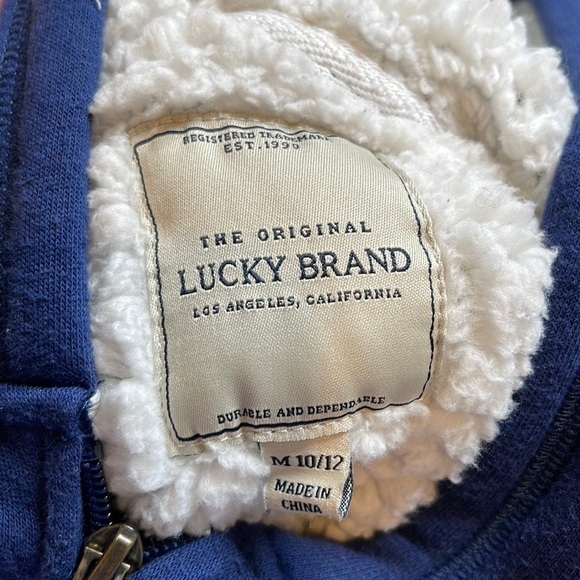 REGISTERED TRADEMARK
EST. 1990
THE ORIGINAL
LUCKY BRAND
LOS ANGELES, CALIFORNIA
DURABLE AND DEPENDABLE
M 10/12
MADE IN
CHINA